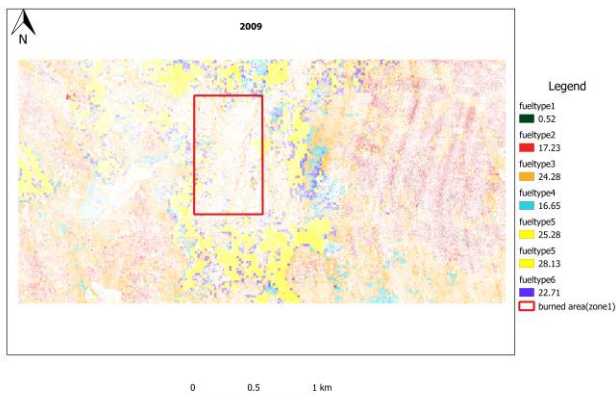 N
2009
Legend
fueltype1
0.52
fueltype2
17.23
fueltype3
24.28
fueltype4
16.65
fueltype5
25.28
fueltype5
28.13
fueltype6
22.71
burned area(zone1)
0 0.5 1 km